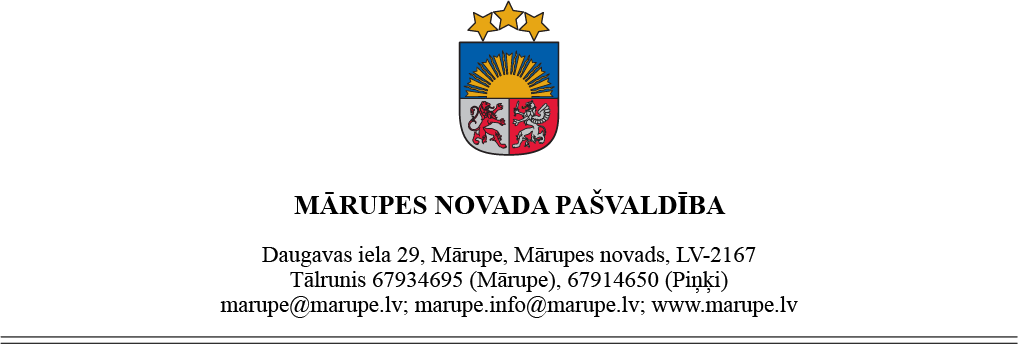 MĀRUPES NOVADA PAŠVALDĪBA
Daugavas iela 29, Mārupe, Mārupes novads, LV-2167
Tālrunis 67934695 (Mārupe), 67914650 (Piņķi)
marupe@marupe.lv; marupe.info@marupe.lv; www.marupe.lv